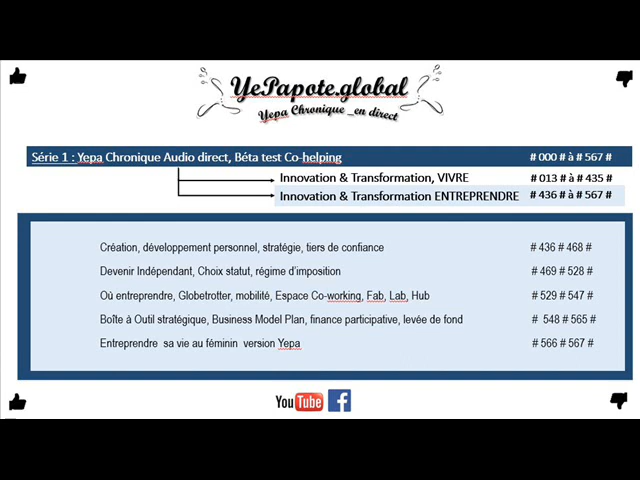 YePapote.global
Yepa Chronique _en direct
Série 1 : Yepa Chronique Audio direct, Béta test Co-helping # 000 # à # 567 #
Innovation & Transformation, VIVRE # 013 # à # 435 #
Innovation & Transformation ENTREPRENDRE # 436 # à # 567 #
Création, développement personnel, stratégie, tiers de confiance # 436 # 468 #
Devenir Indépendant, Choix statut, régime d'imposition # 469 # 528 #
Où entreprendre, Globetrotter, mobilité, Espace Co-working, Fab, Lab, Hub # 529 # 547 #
Boîte à Outil stratégique, Business Model Plan, finance participative, levée de fond # 548 # 565 #
Entreprendre sa vie au féminin version Yepa # 566 # 567 #
YouTube f